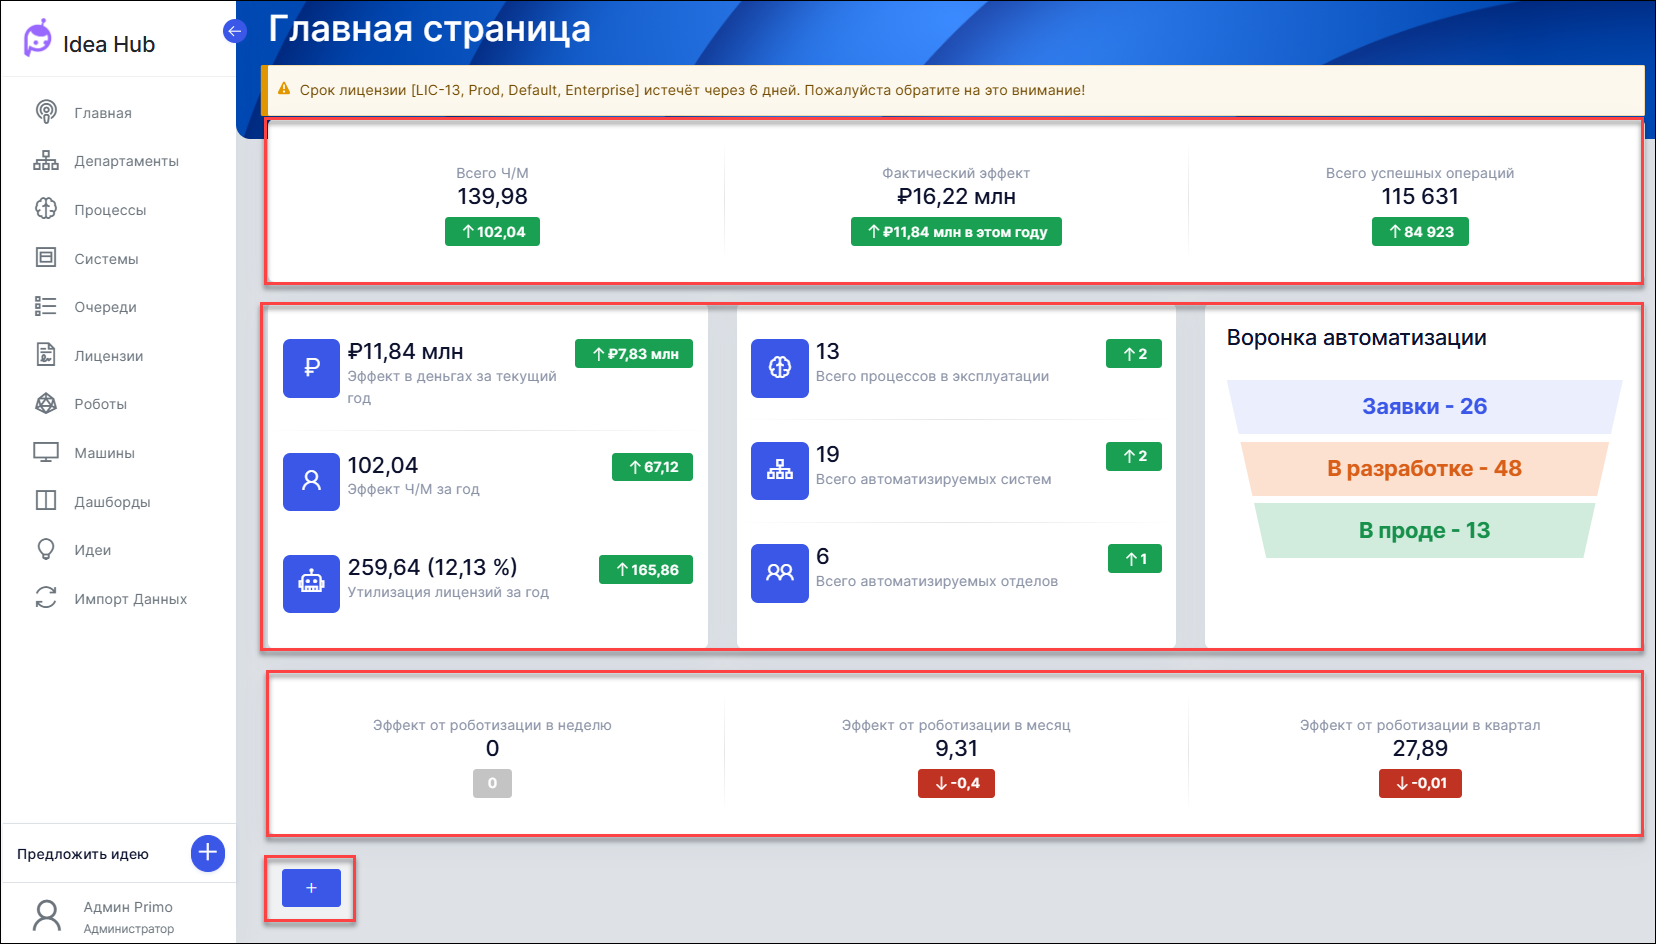 Idea Hub
Главная
Департаменты
Процессы
Системы
Очереди
Лицензии
Роботы
Машины
Дашборды
Идеи
Импорт Данных
Предложить идею
Админ Primo
Администратор
Главная страница
Срок лицензии [LIC-13, Prod, Default, Enterprise] истечёт через 6 дней. Пожалуйста обратите на это внимание!
Всего Ч/М
139,98
↑ 102,04
Фактический эффект
₽16,22 млн
↑ ₽11,84 млн в этом году
Всего успешных операций
115 631
↑ 84 923
₽
₽11,84 млн
↑ ₽7,83 млн
Эффект в деньгах за текущий
год
102,04
↑ 67,12
Эффект Ч/М за год
259,64 (12,13 %)
↑ 165,86
Утилизация лицензий за год
13
↑ 2
Всего процессов в эксплуатации
19
↑ 2
Всего автоматизируемых систем
6
↑ 1
Всего автоматизируемых отделов
Воронка автоматизации
Заявки - 26
В разработке - 48
В проде - 13
Эффект от роботизации в неделю
0
0
Эффект от роботизации в месяц
9,31
↓ -0,4
Эффект от роботизации в квартал
27,89
↓ -0,01
+